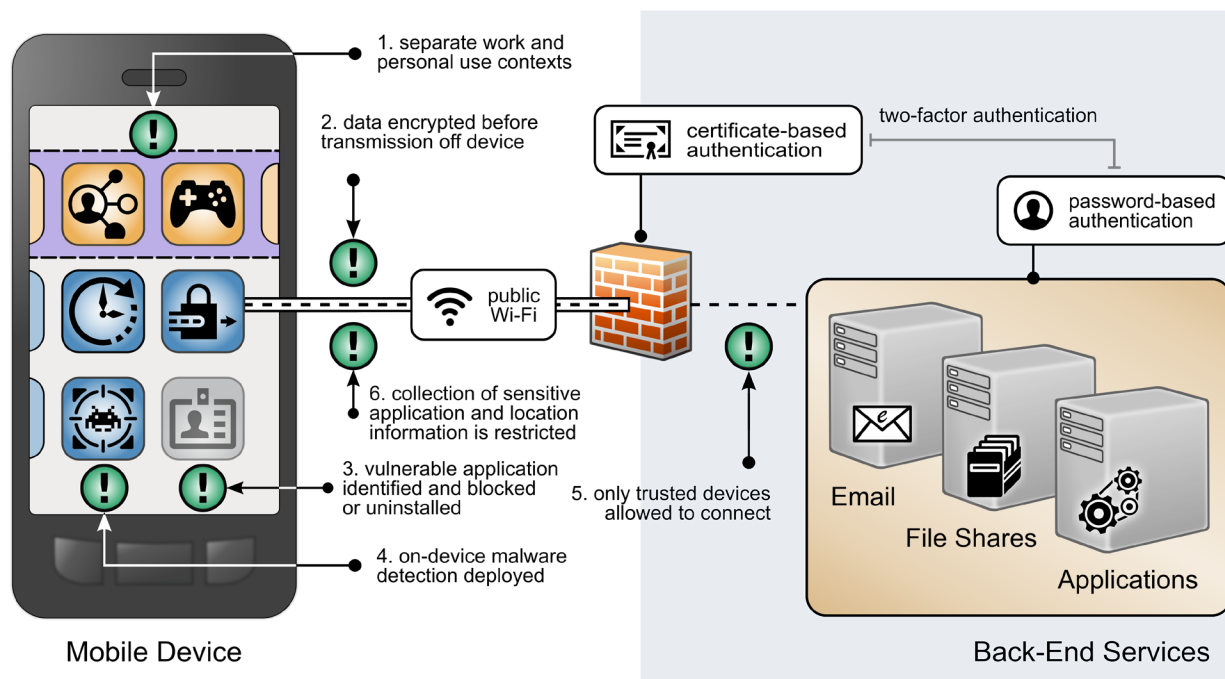 1. separate work and
personal use contexts
2. data encrypted before
transmission off device
certificate-based
authentication
two-factor authentication
password-based
authentication
public
Wi-Fi
6. collection of sensitive
application and location
information is restricted
3. vulnerable application
identified and blocked
or uninstalled
5. only trusted devices
allowed to connect
4. on-device malware
detection deployed
e
Email
File Shares
Applications
Mobile Device
Back-End Services